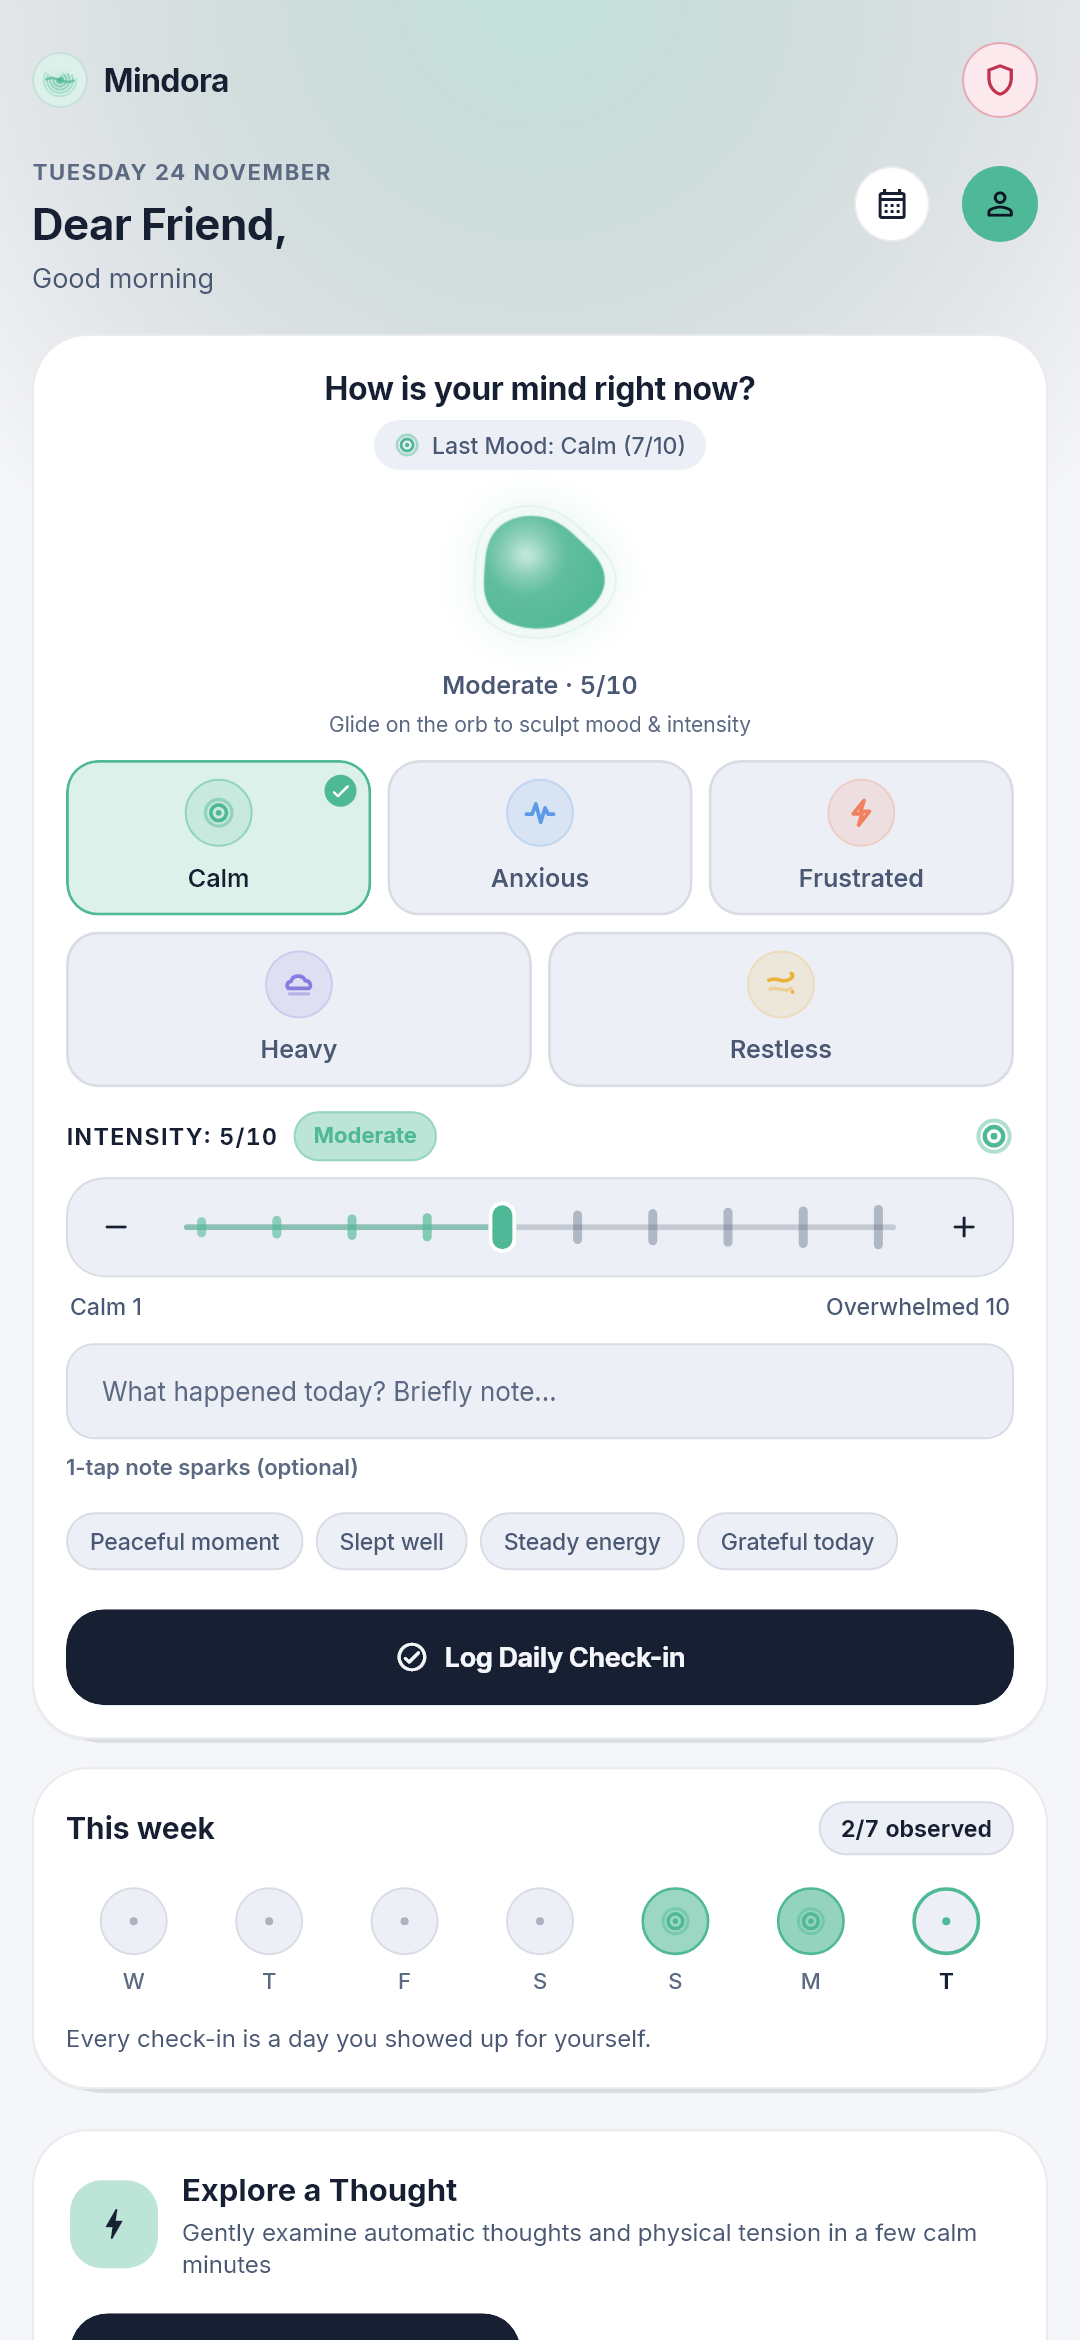 Mindora
TUESDAY 24 NOVEMBER
Dear Friend,
Good morning
How is your mind right now?
Last Mood: Calm (7/10)
Moderate · 5/10
Glide on the orb to sculpt mood & intensity
Calm
Anxious
Frustrated
Heavy
Restless
INTENSITY: 5/10
Moderate
Calm 1
Overwhelmed 10
What happened today? Briefly note...
1-tap note sparks (optional)
Peaceful moment
Slept well
Steady energy
Grateful today
Log Daily Check-in
This week
2/7 observed
W
T
F
S
S
M
T
Every check-in is a day you showed up for yourself.
Explore a Thought
Gently examine automatic thoughts and physical tension in a few calm
minutes